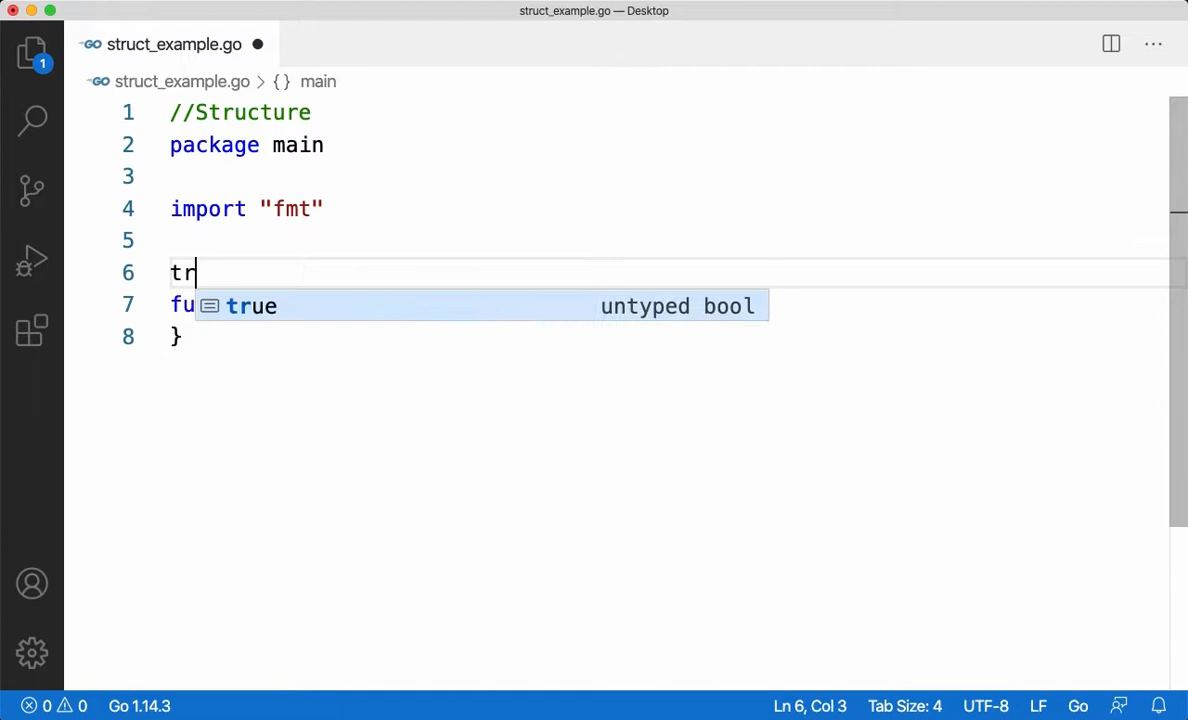 struct_example.go — Desktop
struct_example.go
1
struct_example.go > {} main
1 //Structure
2 package main
3
4 import "fmt"
5
6 tr
true untyped bool
7 fu
8 }
0 0 Go 1.14.3 Ln 6, Col 3 Tab Size: 4 UTF-8 LF Go